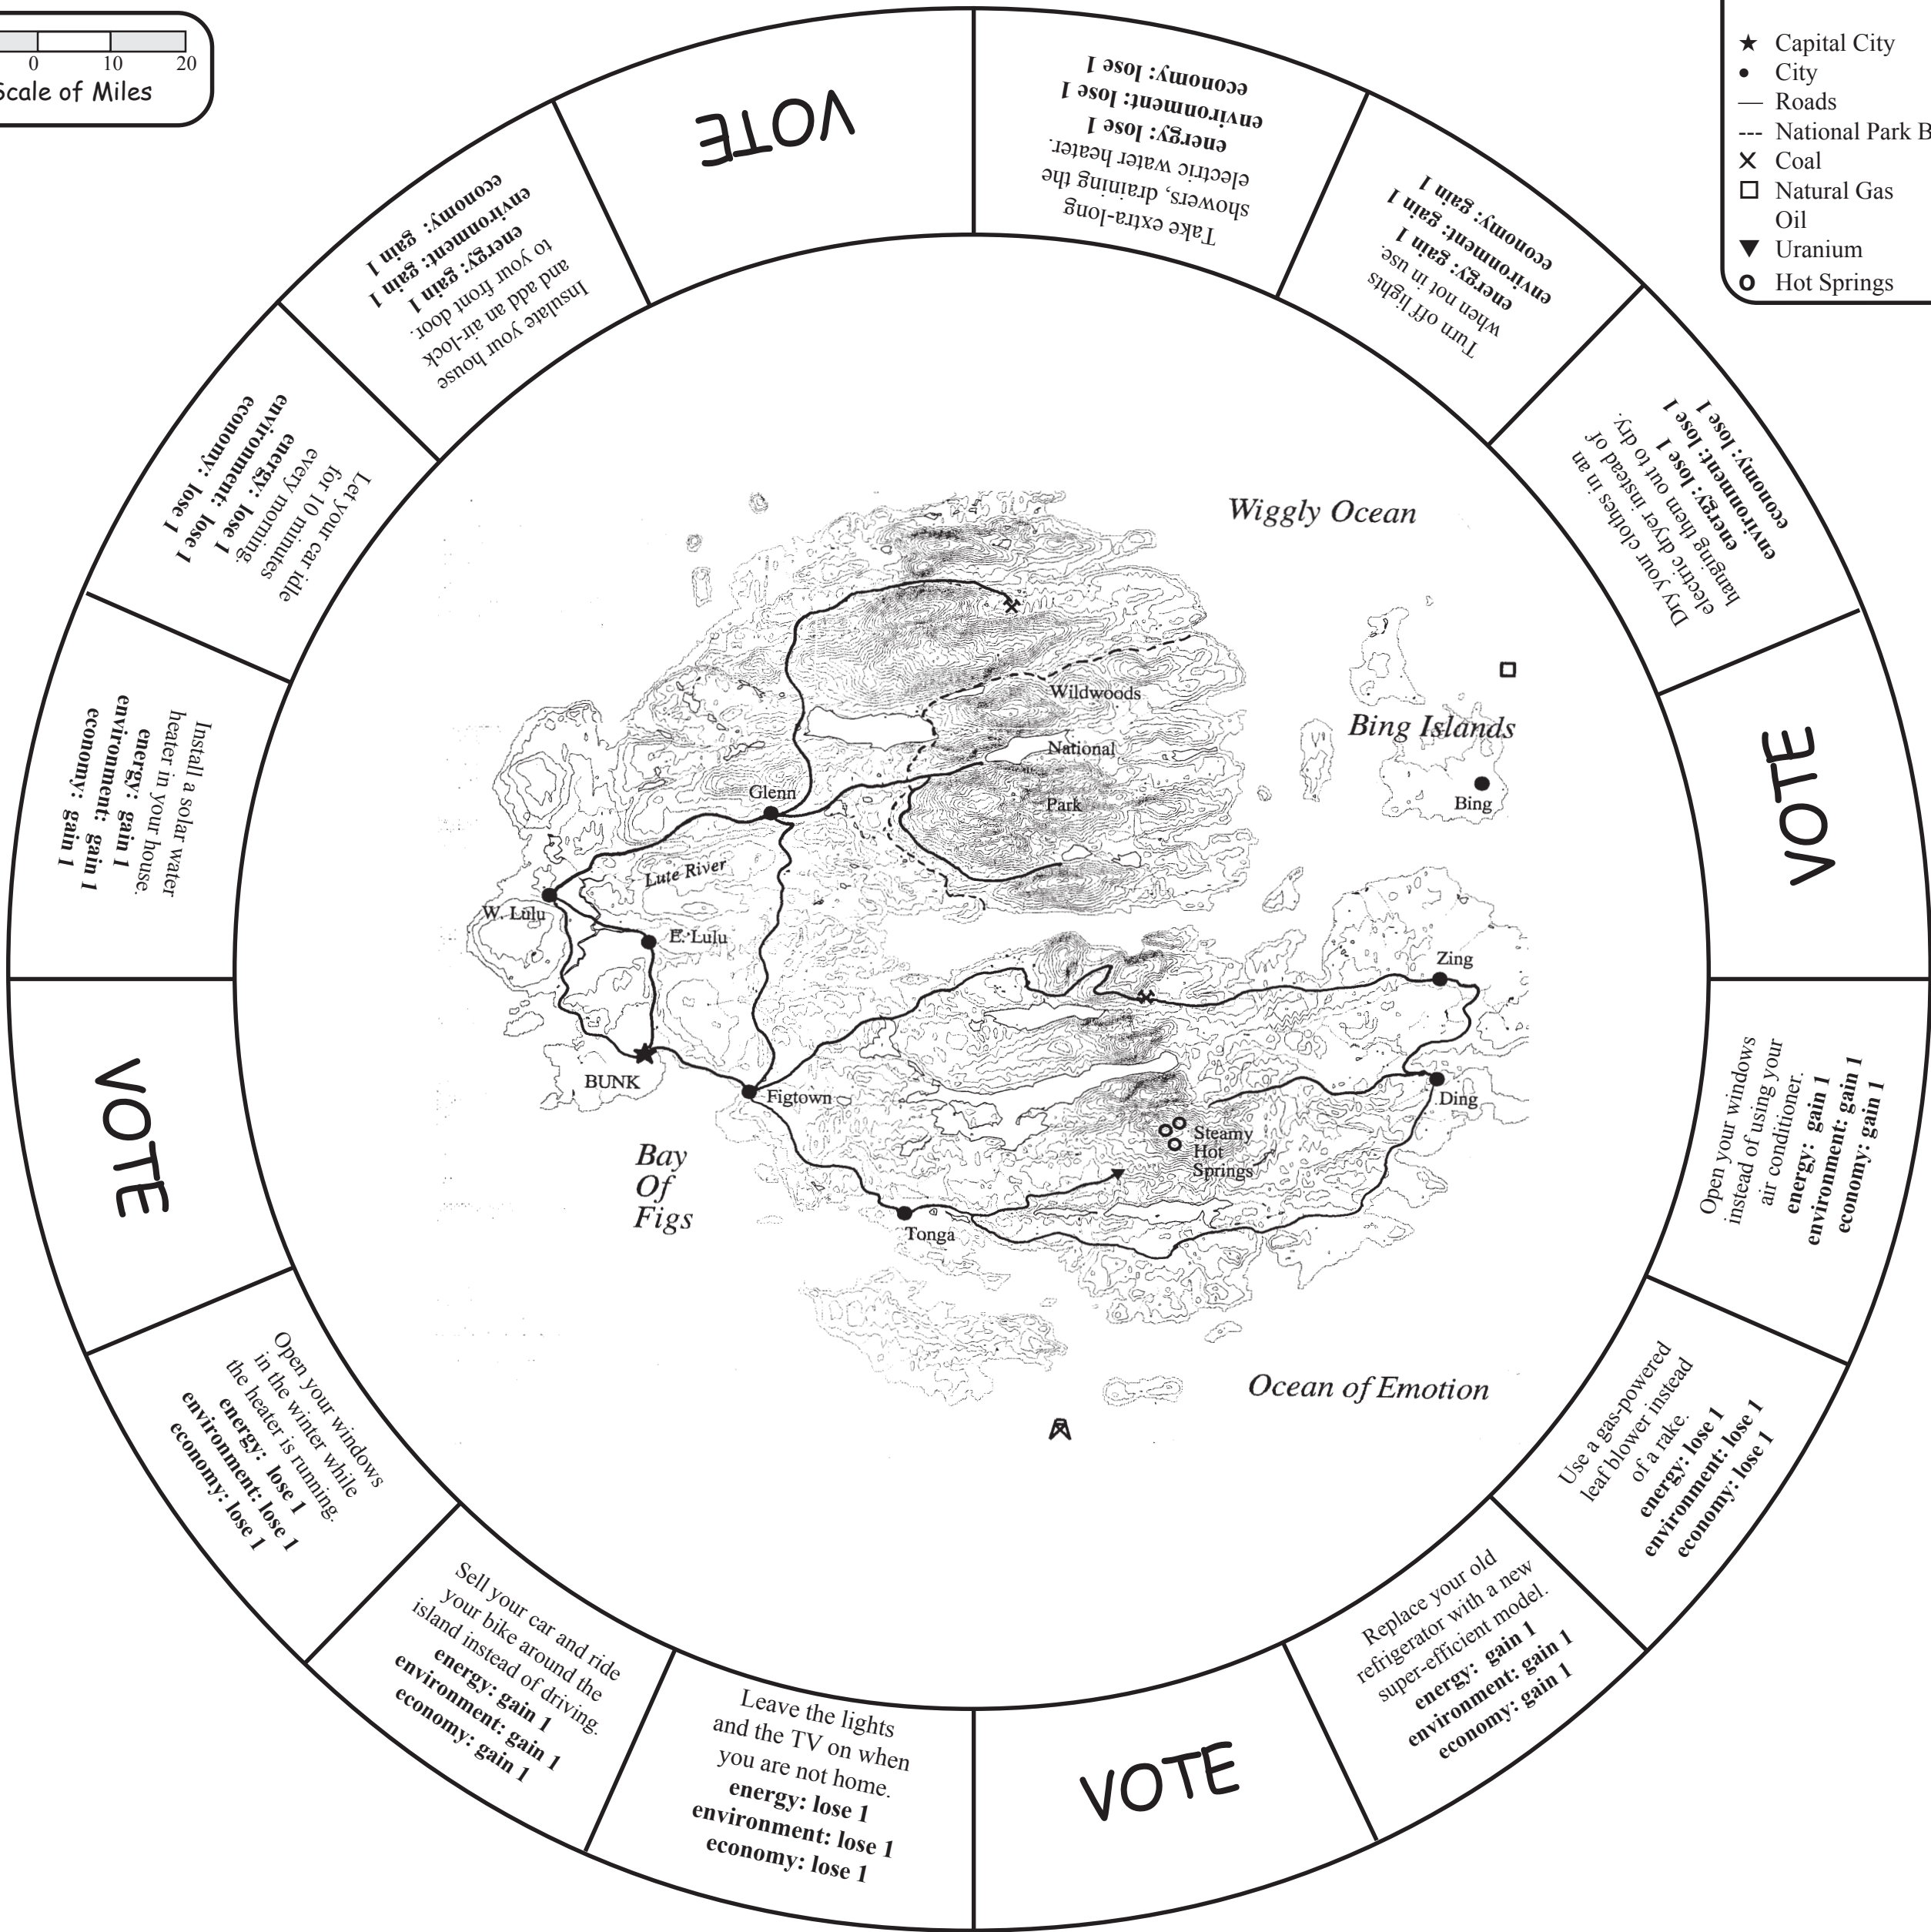 0 10 20
Scale of Miles
Capital City
City
Roads
National Park B
Coal
Natural Gas
Oil
Uranium
Hot Springs
VOTE
Take extra-long
showers, draining the
electric water heater.
energy: lose 1
environment: lose 1
economy: lose 1
Turn off lights
when not in use.
energy: gain 1
environment: gain 1
economy: gain 1
Dry your clothes in an
electric dryer instead of
hanging them out to dry.
energy: lose 1
environment: lose 1
economy: lose 1
VOTE
Open your windows
instead of using your
air conditioner.
energy: gain 1
environment: gain 1
economy: gain 1
Use a gas-powered
leaf blower instead
of a rake.
energy: lose 1
environment: lose 1
economy: lose 1
Replace your old
refrigerator with a new
super-efficient model.
energy: gain 1
environment: gain 1
economy: gain 1
VOTE
Leave the lights
and the TV on when
you are not home.
energy: lose 1
environment: lose 1
economy: lose 1
Sell your car and ride
your bike around the
island instead of driving.
energy: gain 1
environment: gain 1
economy: gain 1
Open your windows
in the winter while
the heater is running.
energy: lose 1
environment: lose 1
economy: lose 1
VOTE
Install a solar water
heater in your house.
energy: gain 1
environment: gain 1
economy: gain 1
Let your car idle
for 10 minutes
every morning.
energy: lose 1
environment: lose 1
economy: lose 1
Insulate your house
and add an air-lock
to your front door.
energy: gain 1
environment: gain 1
economy: gain 1
Wiggly Ocean
Wildwoods
National
Park
Bing Islands
Bing
Glenn
Lute River
W. Lulu
E. Lulu
Zing
BUNK
Figtown
Ding
Steamy
Hot
Springs
Bay
Of
Figs
Tonga
Ocean of Emotion